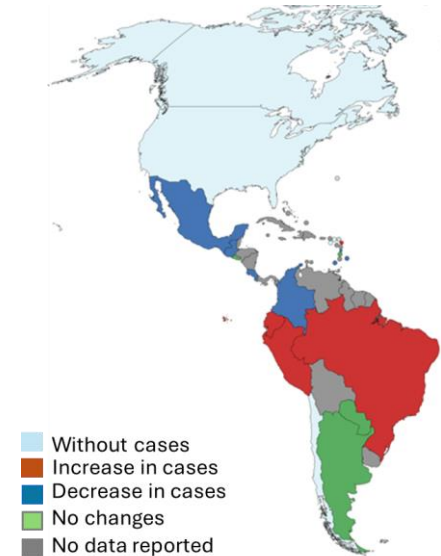 Without cases
Increase in cases
Decrease in cases
No changes
No data reported